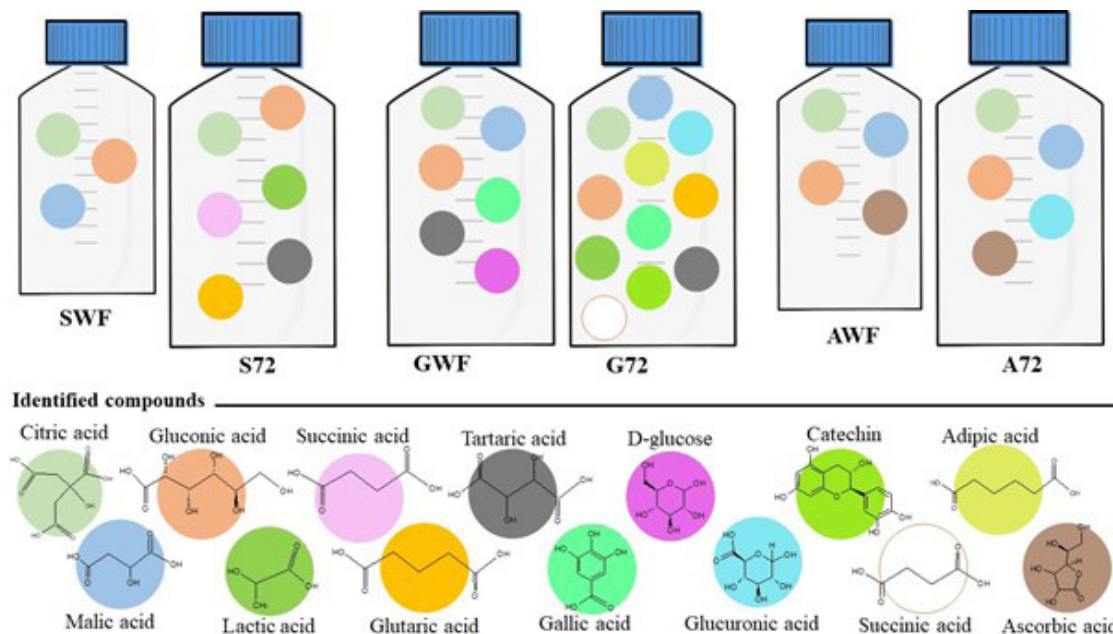 SWF
S72
GWF
G72
AWF
A72
Identified compounds
Citric acid
Gluconic acid
Succinic acid
Tartaric acid
D-glucose
Catechin
Adipic acid
Malic acid
Lactic acid
Glutaric acid
Gallic acid
Glucuronic acid
Succinic acid
Ascorbic acid